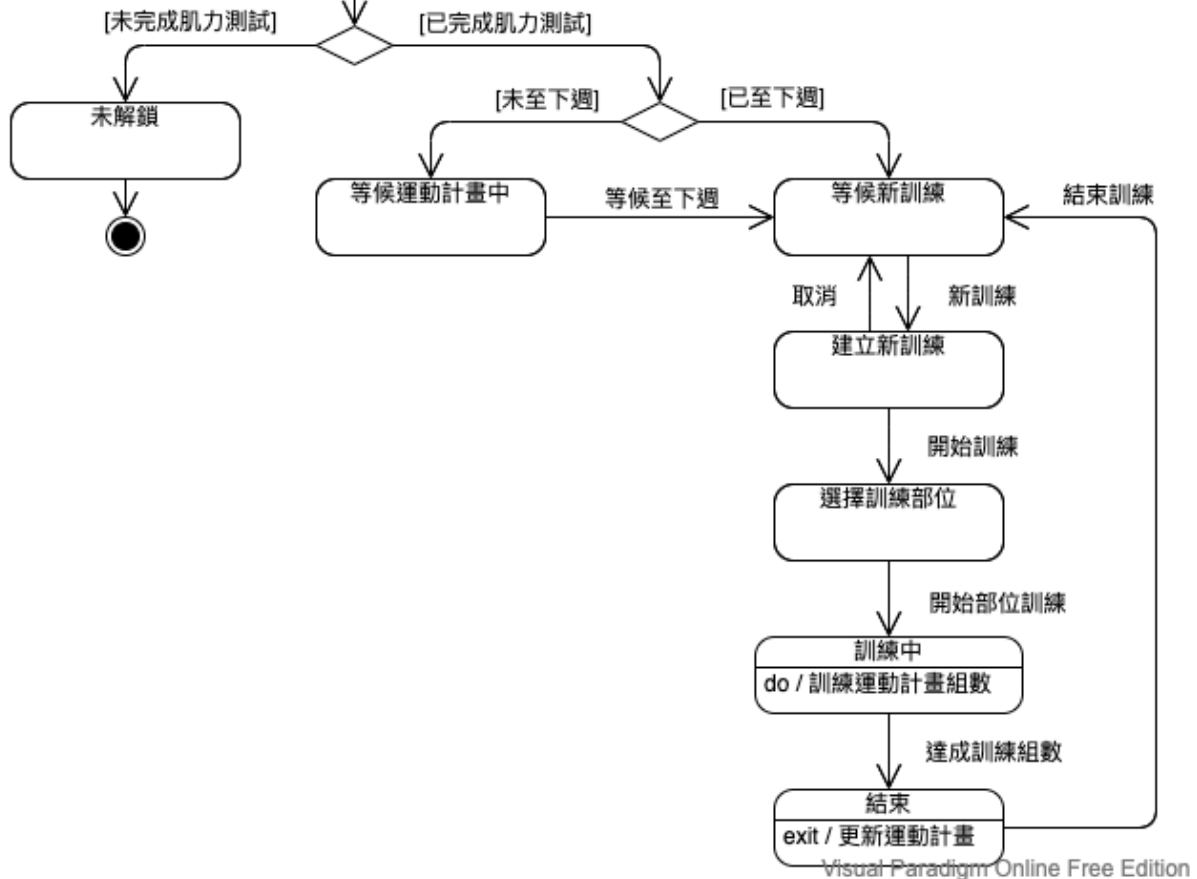 [未完成肌力測試]
[已完成肌力測試]
未解鎖
[未至下週]
[已至下週]
等候運動計畫中
等候至下週
等候新訓練
結束訓練
取消
新訓練
建立新訓練
開始訓練
選擇訓練部位
開始部位訓練
訓練中
do / 訓練運動計畫組數
達成訓練組數
結束
exit / 更新運動計畫
Visual Paradigm Online Free Edition